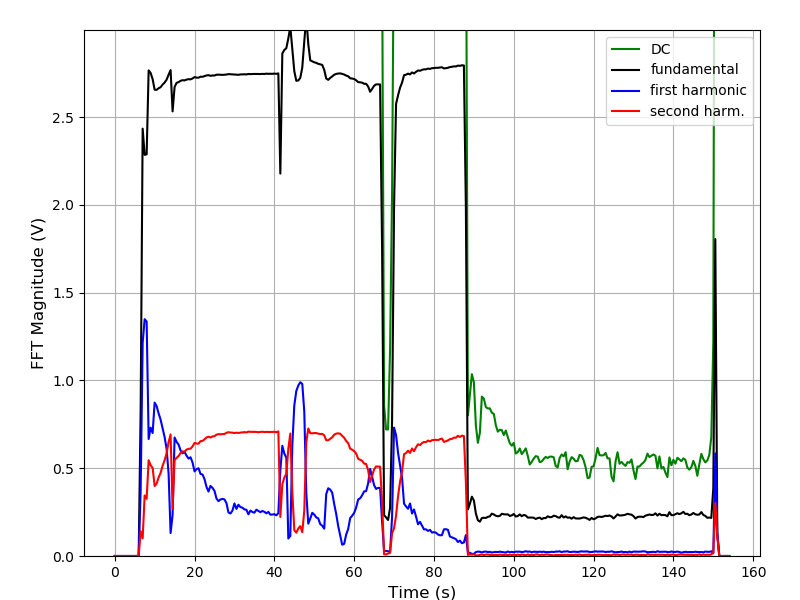 DC
fundamental
first harmonic
second harm.
FFT Magnitude (V)
2.5
2.0
1.5
1.0
0.5
0.0
0 20 40 60 80 100 120 140 160
Time (s)